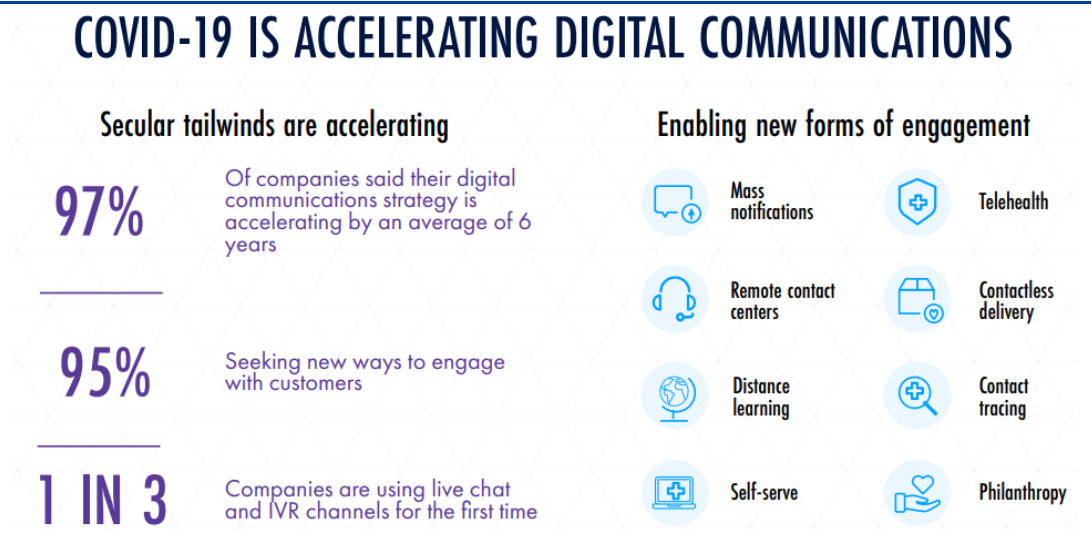 COVID-19 IS ACCELERATING DIGITAL COMMUNICATIONS
Secular tailwinds are accelerating
97%
Of companies said their digital
communications strategy is
accelerating by an average of 6
years
95%
Seeking new ways to engage
with customers
1 IN 3
Companies are using live chat
and IVR channels for the first time
Enabling new forms of engagement
Mass
notifications
Telehealth
Remote contact
centers
Contactless
delivery
Distance
learning
Contact
tracing
Self-serve
Philanthropy